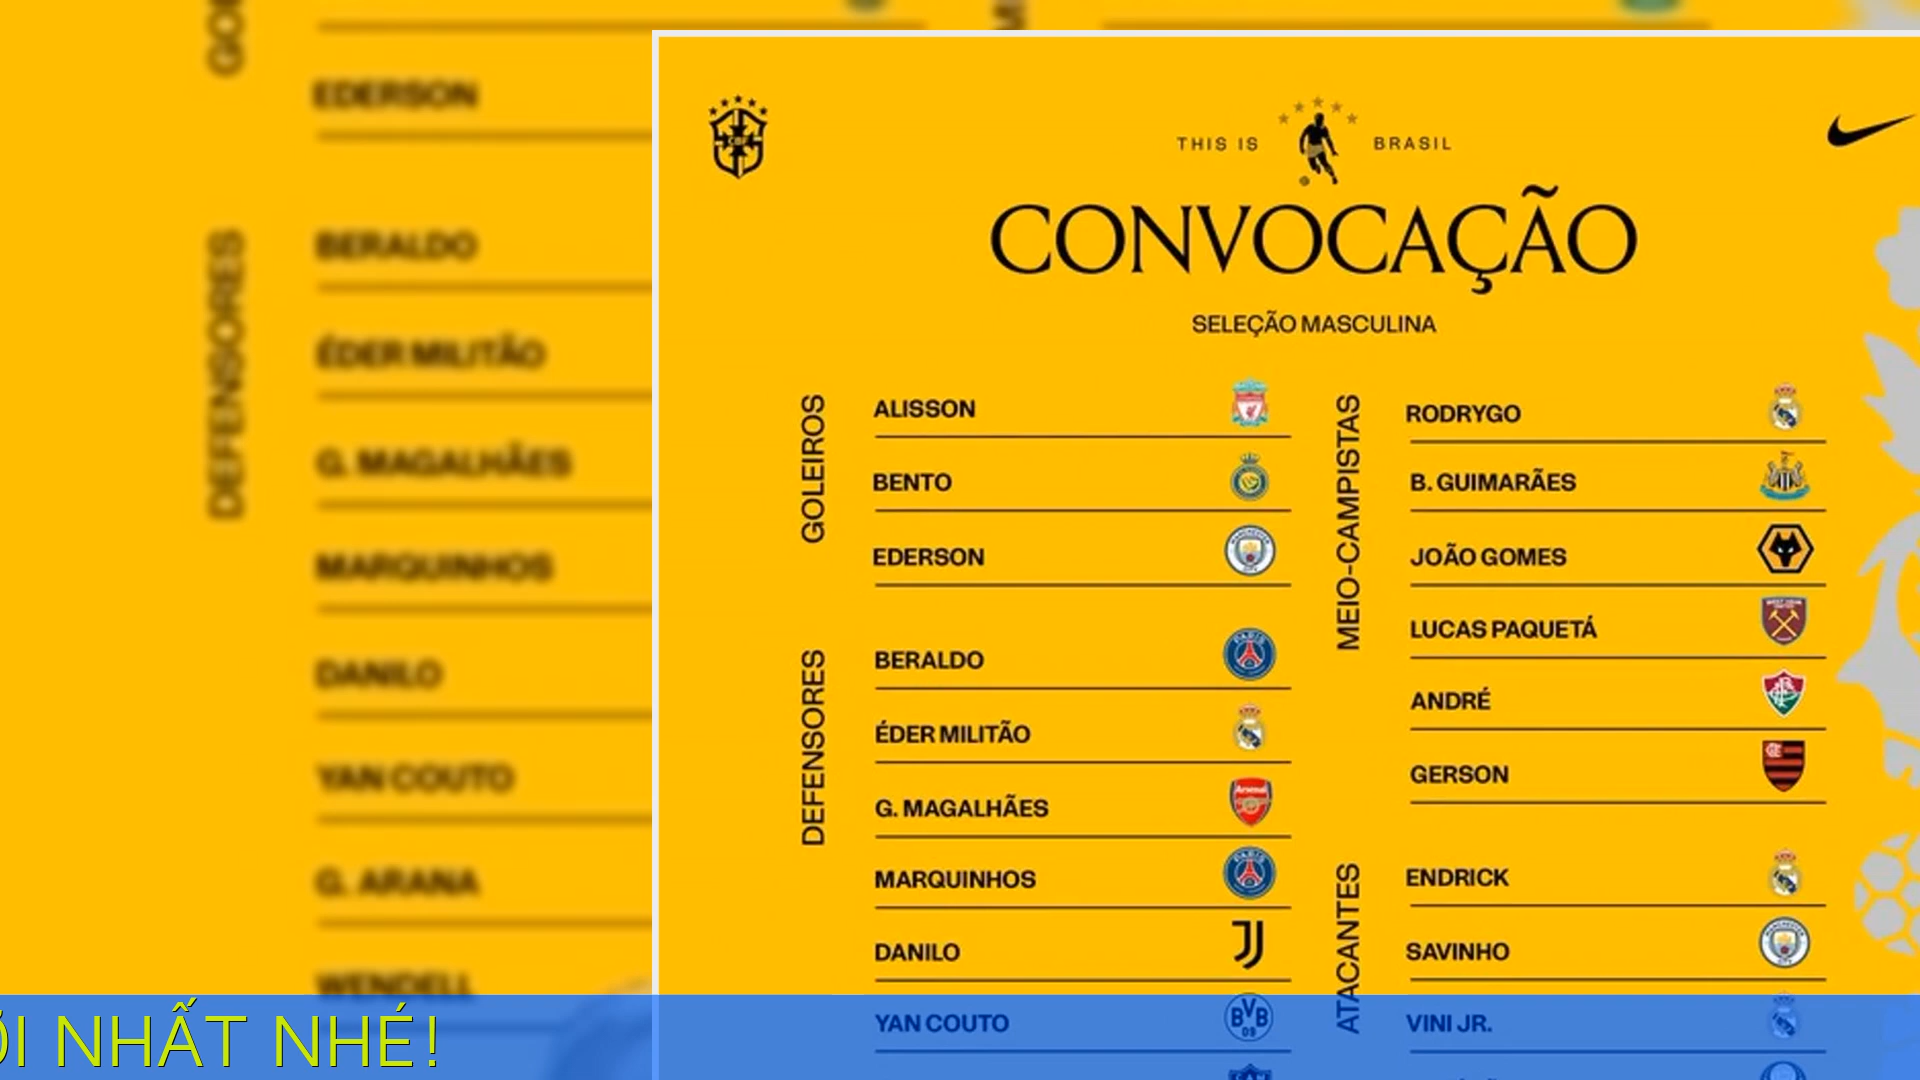 EDERSON
BERALDO
ÉDER MILITÃO
G. MAGALHÃES
MARQUINHOS
DANILO
YAN COUTO
G. ARANA
WENDELL
DEFENSORES
THIS IS BRASIL
CONVOCAÇÃO
SELEÇÃO MASCULINA
GOLEIROS
ALISSON
BENTO
EDERSON
DEFENSORES
BERALDO
ÉDER MILITÃO
G. MAGALHÃES
MARQUINHOS
DANILO
YAN COUTO
MEIO-CAMPISTAS
RODRYGO
B. GUIMARÃES
JOÃO GOMES
LUCAS PAQUETÁ
ANDRÉ
GERSON
ATACANTES
ENDRICK
SAVINHO
VINI JR.
NHẤT NHÉ!